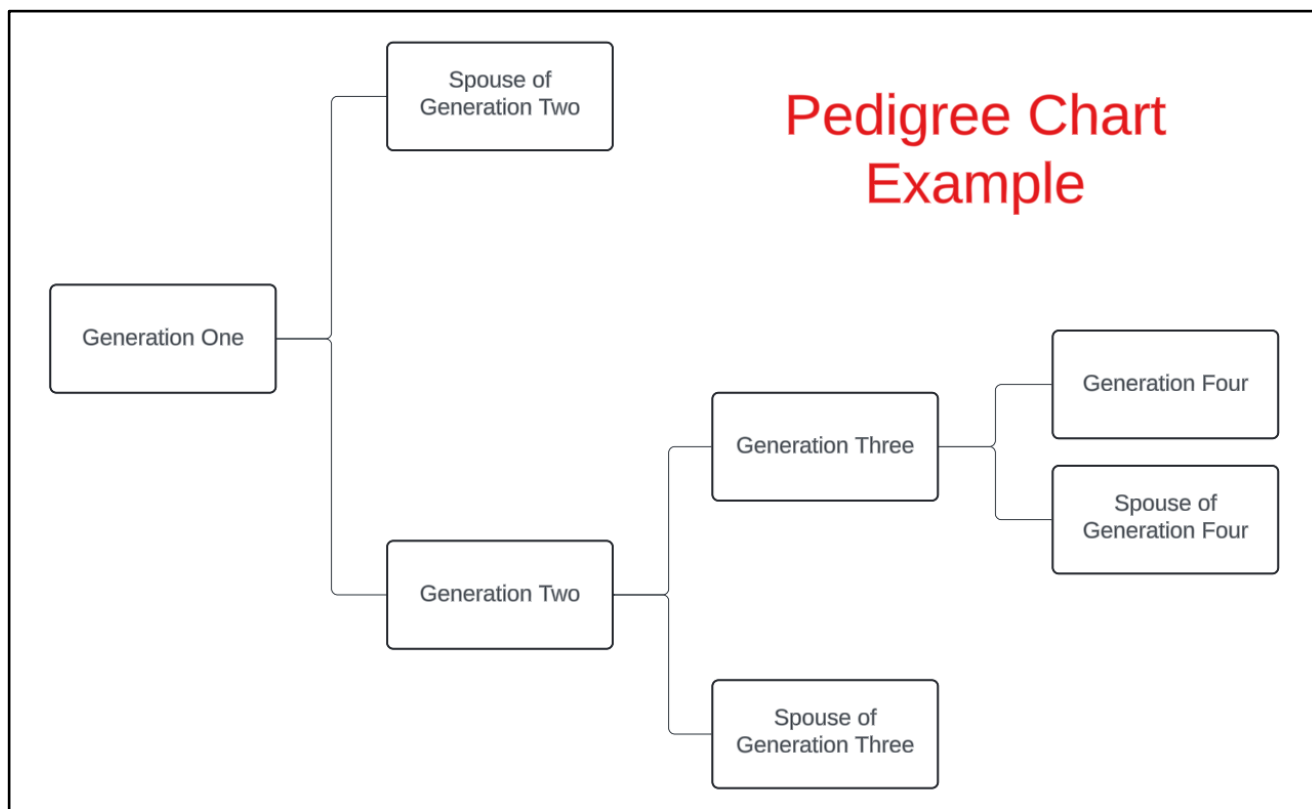 Spouse of
Generation Two
Pedigree Chart
Example
Generation One
Generation Four
Generation Three
Spouse of
Generation Four
Generation Two
Spouse of
Generation Three